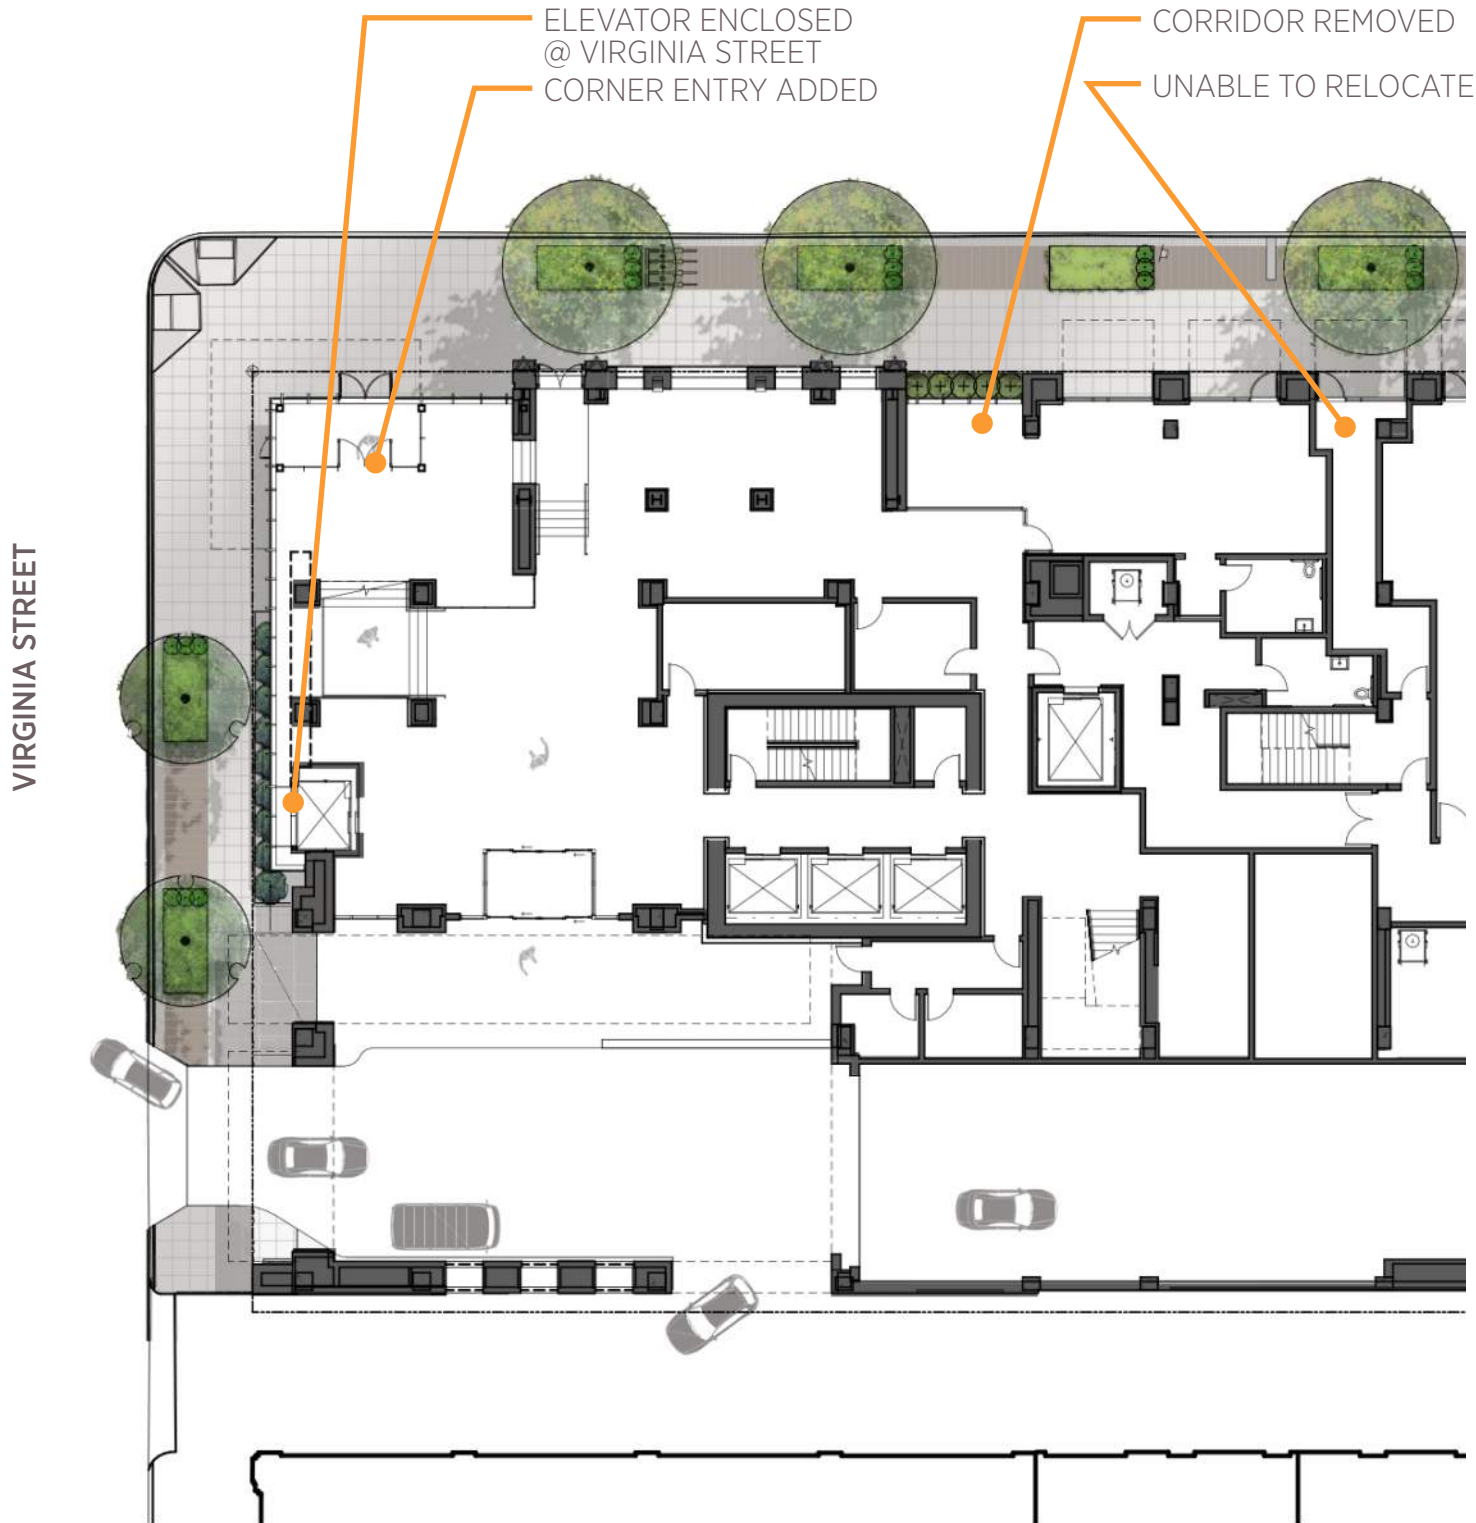 ELEVATOR ENCLOSED
@ VIRGINIA STREET
CORNER ENTRY ADDED
CORRIDOR REMOVED
UNABLE TO RELOCATE
VIRGINIA STREET